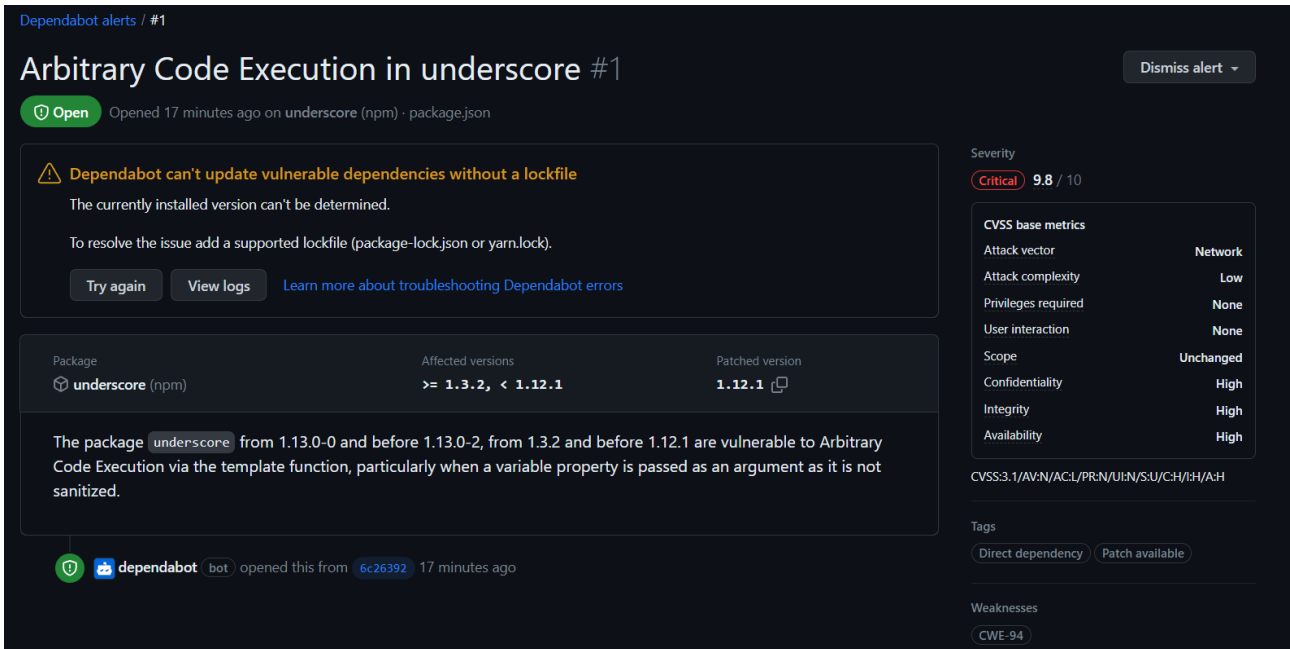 Dependabot alerts / #1
Arbitrary Code Execution in underscore #1
Dismiss alert
Open Opened 17 minutes ago on underscore (npm) · package.json
Dependabot can't update vulnerable dependencies without a lockfile
The currently installed version can't be determined.
To resolve the issue add a supported lockfile (package-lock.json or yarn.lock).
Try again View logs Learn more about troubleshooting Dependabot errors
Package Affected versions Patched version
underscore (npm) >= 1.3.2, < 1.12.1 1.12.1
The package underscore from 1.13.0-0 and before 1.13.0-2, from 1.3.2 and before 1.12.1 are vulnerable to Arbitrary
Code Execution via the template function, particularly when a variable property is passed as an argument as it is not
sanitized.
dependabot bot opened this from 6c26392 17 minutes ago
Severity
Critical 9.8 / 10
CVSS base metrics
Attack vector Network
Attack complexity Low
Privileges required None
User interaction None
Scope Unchanged
Confidentiality High
Integrity High
Availability High
CVSS:3.1/AV:N/AC:L/PR:N/UI:N/S:U/C:H/I:H/A:H
Tags
Direct dependency Patch available
Weaknesses
CWE-94